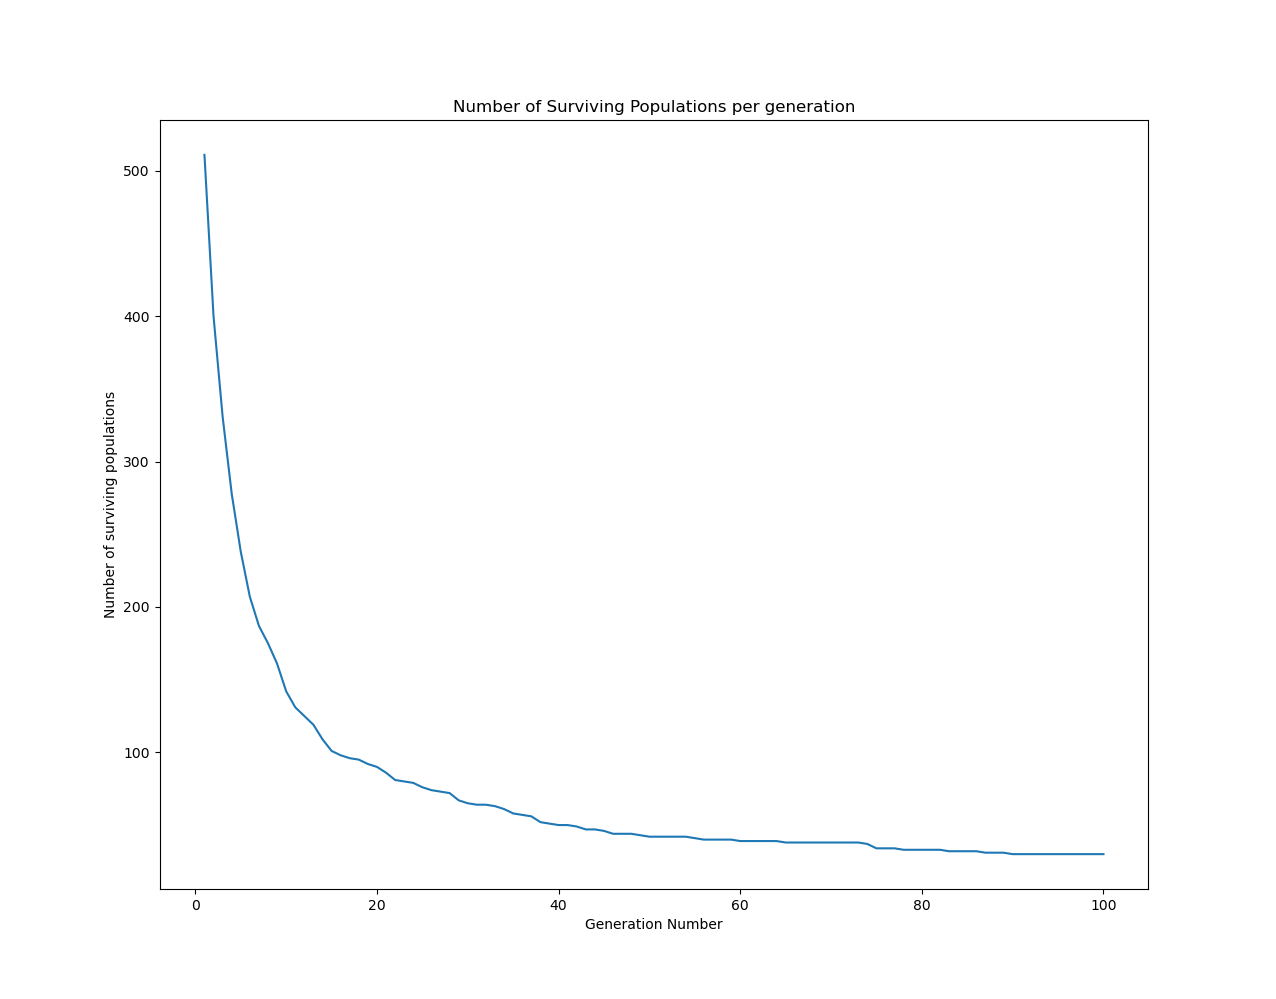 Number of Surviving Populations per generation
500
400
300
200
100
Number of surviving populations
0 20 40 60 80 100
Generation Number